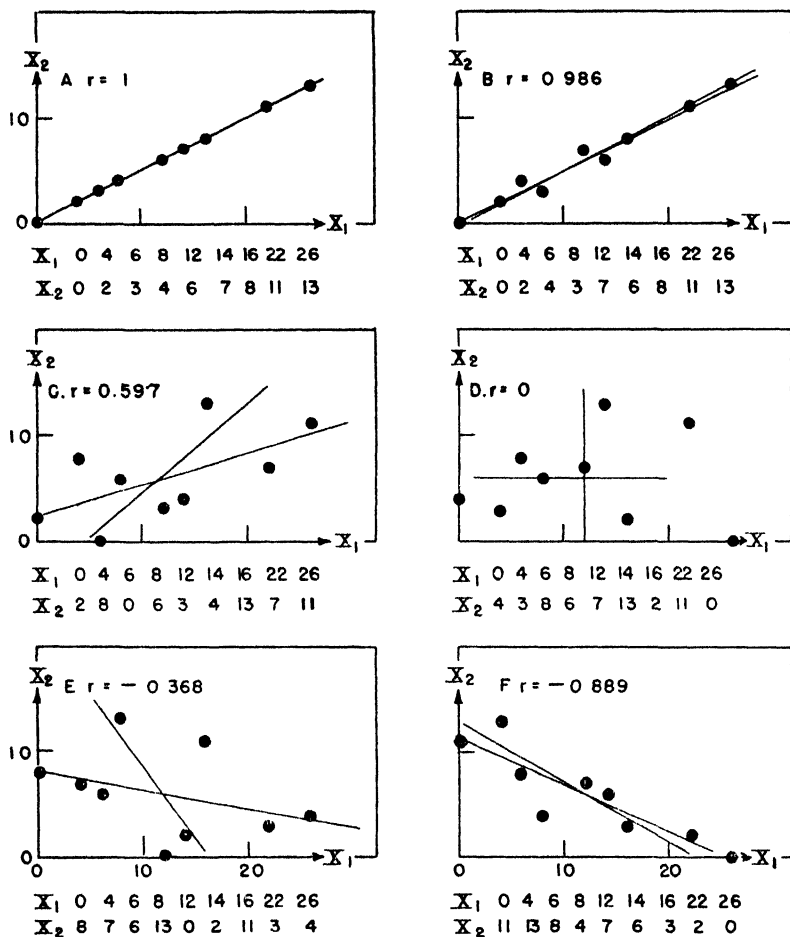 X₂
A r = 1
10
0
X₁
X₁ 0 4 6 8 12 14 16 22 26
X₂ 0 2 3 4 6 7 8 11 13
X₂
B r = 0 986
X₁
X₁ 0 4 6 8 12 14 16 22 26
X₂ 0 2 4 3 7 6 8 11 13
X₂
C. r = 0.597
10
0
X₁
X₁ 0 4 6 8 12 14 16 22 26
X₂ 2 8 0 6 3 4 13 7 11
X₂
D. r = 0
X₁
X₁ 0 4 6 8 12 14 16 22 26
X₂ 4 3 8 6 7 13 2 11 0
X₂
E r = - 0 368
10
0
X₁
0 10 20
X₁ 0 4 6 8 12 14 16 22 26
X₂ 8 7 6 13 0 2 11 3 4
X₂
F r = - 0 889
X₁
0 10 20
X₁ 0 4 6 8 12 14 16 22 26
X₂ 11 13 8 4 7 6 3 2 0